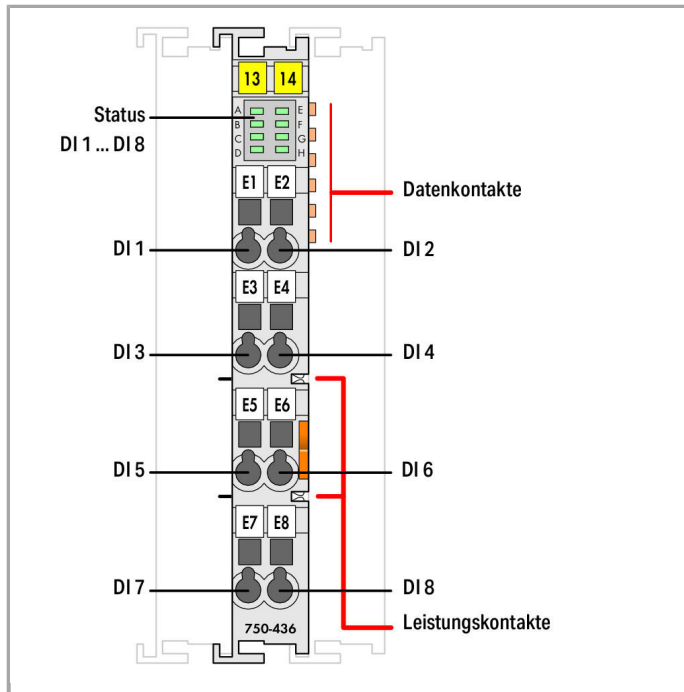 13 14
Status
DI 1 ... DI 8
A E
B F
C G
D H
E1 E2
Datenkontakte
DI 1 DI 2
E3 E4
DI 3 DI 4
E5 E6
DI 5 DI 6
E7 E8
DI 7 DI 8
Leistungskontakte
750-436